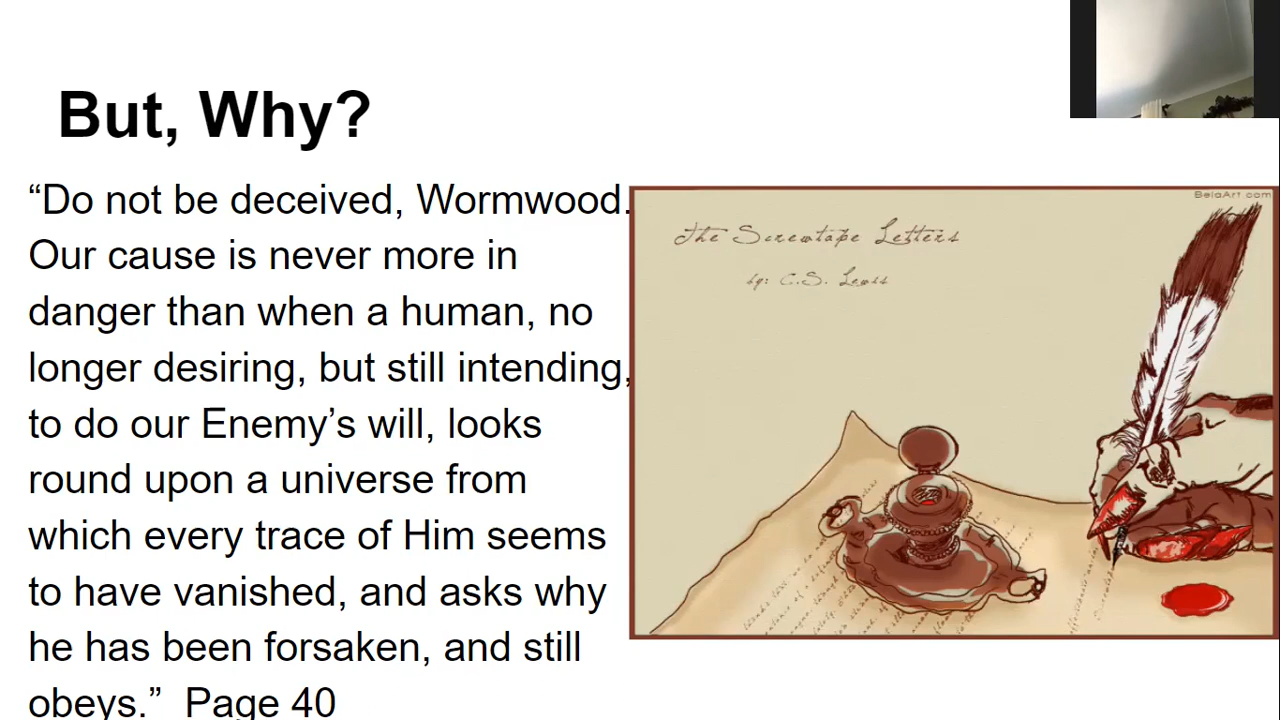 But, Why?
“Do not be deceived, Wormwood.
Our cause is never more in
danger than when a human, no
longer desiring, but still intending,
to do our Enemy’s will, looks
round upon a universe from
which every trace of Him seems
to have vanished, and asks why
he has been forsaken, and still
obeys.”  Page 40
BelaArt.com
The Screwtape Letters
by: C.S. Lewis